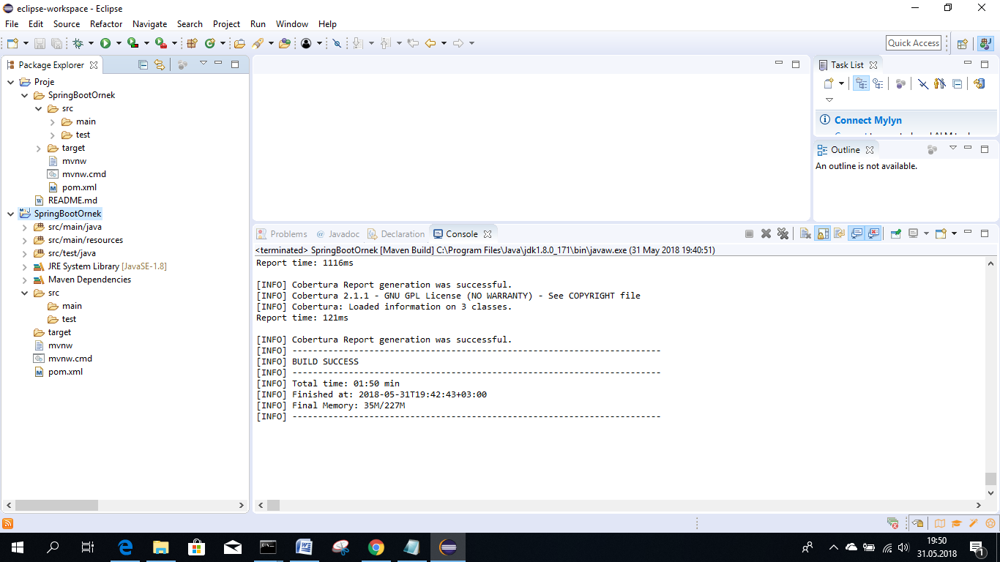 eclipse-workspace - Eclipse
File Edit Source Refactor Navigate Search Project Run Window Help
Quick Access
Package Explorer
Proje
SpringBootOrnek
src
main
test
target
mvnw
mvnw.cmd
pom.xml
README.md
SpringBootOrnek
src/main/java
src/main/resources
src/test/java
JRE System Library [JavaSE-1.8]
Maven Dependencies
src
main
test
target
mvnw
mvnw.cmd
pom.xml
Task List
Connect Mylyn
Outline
An outline is not available.
Problems @ Javadoc Declaration Console
<terminated> SpringBootOrnek [Maven Build] C:\Program Files\Java\jdk1.8.0_171\bin\javaw.exe (31 May 2018 19:40:51)
Report time: 1116ms
[INFO] Cobertura Report generation was successful.
[INFO] Cobertura 2.1.1 - GNU GPL License (NO WARRANTY) - See COPYRIGHT file
[INFO] Cobertura: Loaded information on 3 classes.
Report time: 121ms
[INFO] Cobertura Report generation was successful.
[INFO] ------------------------------------------------------------------------
[INFO] BUILD SUCCESS
[INFO] ------------------------------------------------------------------------
[INFO] Total time: 01:50 min
[INFO] Finished at: 2018-05-31T19:42:43+03:00
[INFO] Final Memory: 35M/227M
[INFO] ------------------------------------------------------------------------
19:50
31.05.2018
1